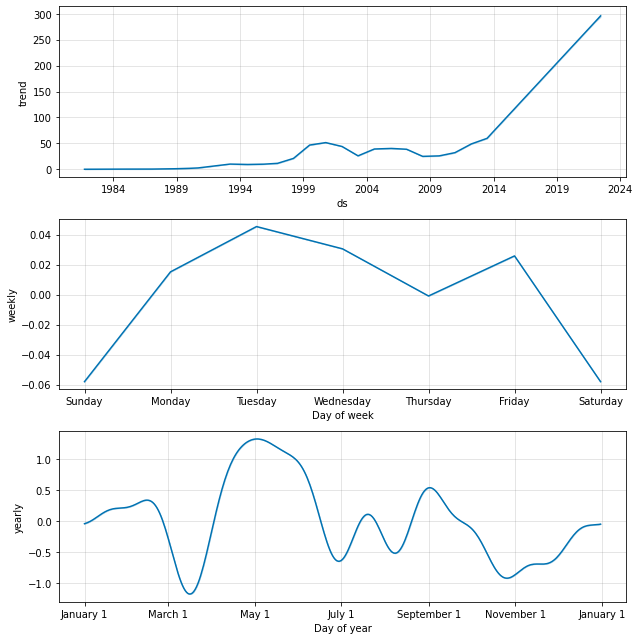 300
250
200
150
100
50
0
trend
1984 1989 1994 1999 2004 2009 2014 2019 2024
ds
0.04
0.02
0.00
−0.02
−0.04
−0.06
weekly
Sunday Monday Tuesday Wednesday Thursday Friday Saturday
Day of week
1.0
0.5
0.0
−0.5
−1.0
yearly
January 1 March 1 May 1 July 1 September 1 November 1 January 1
Day of year